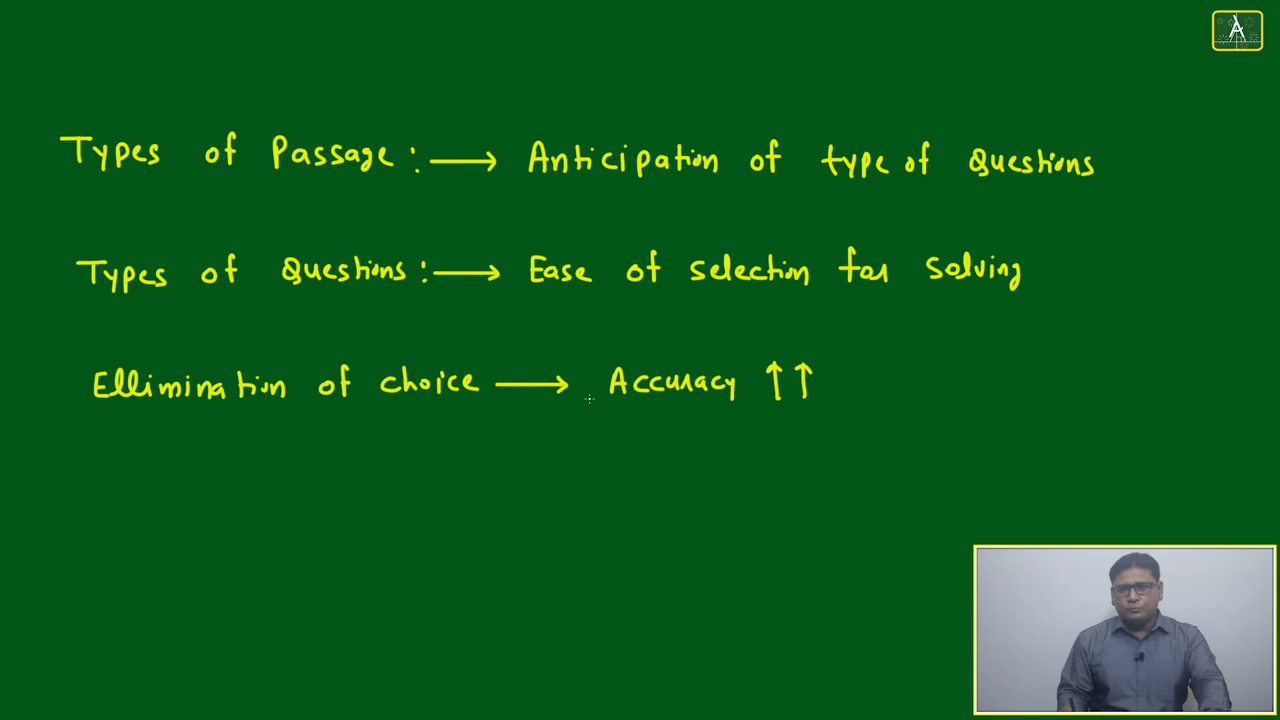 A
Types of Passage : → Anticipation of type of Questions
Types of Questions : → Ease of selection for Solving
Ellimination of choice → Accuracy ↑↑